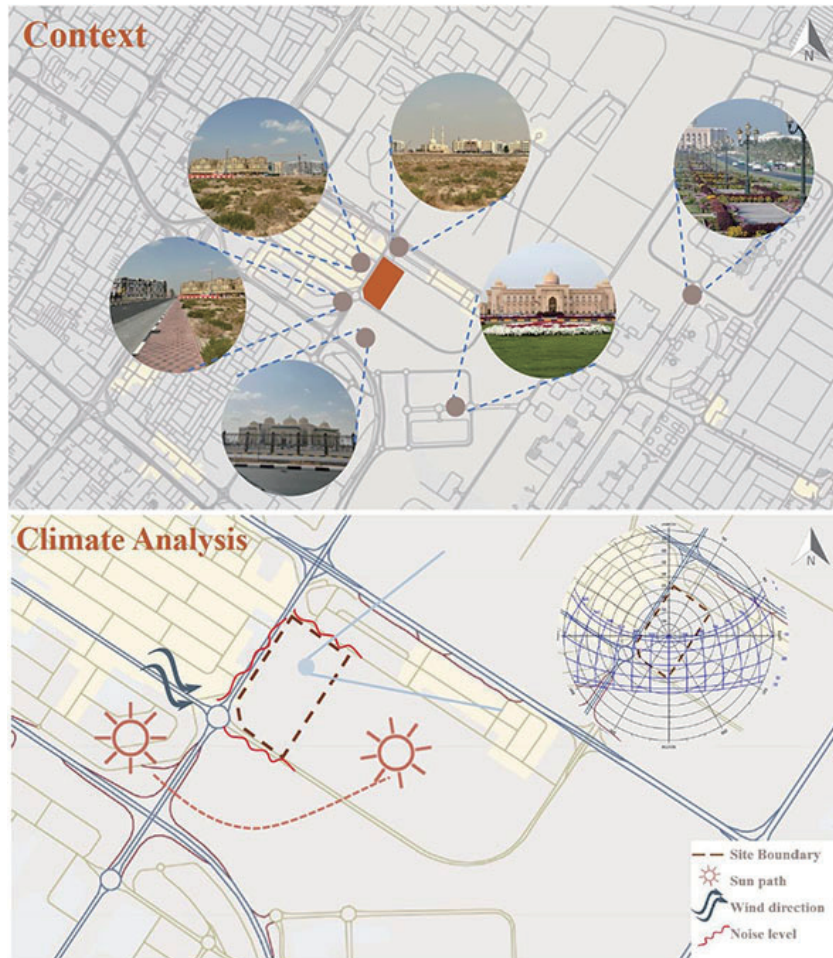 Context
N
Climate Analysis
N
Site Boundary
Sun path
Wind direction
Noise level